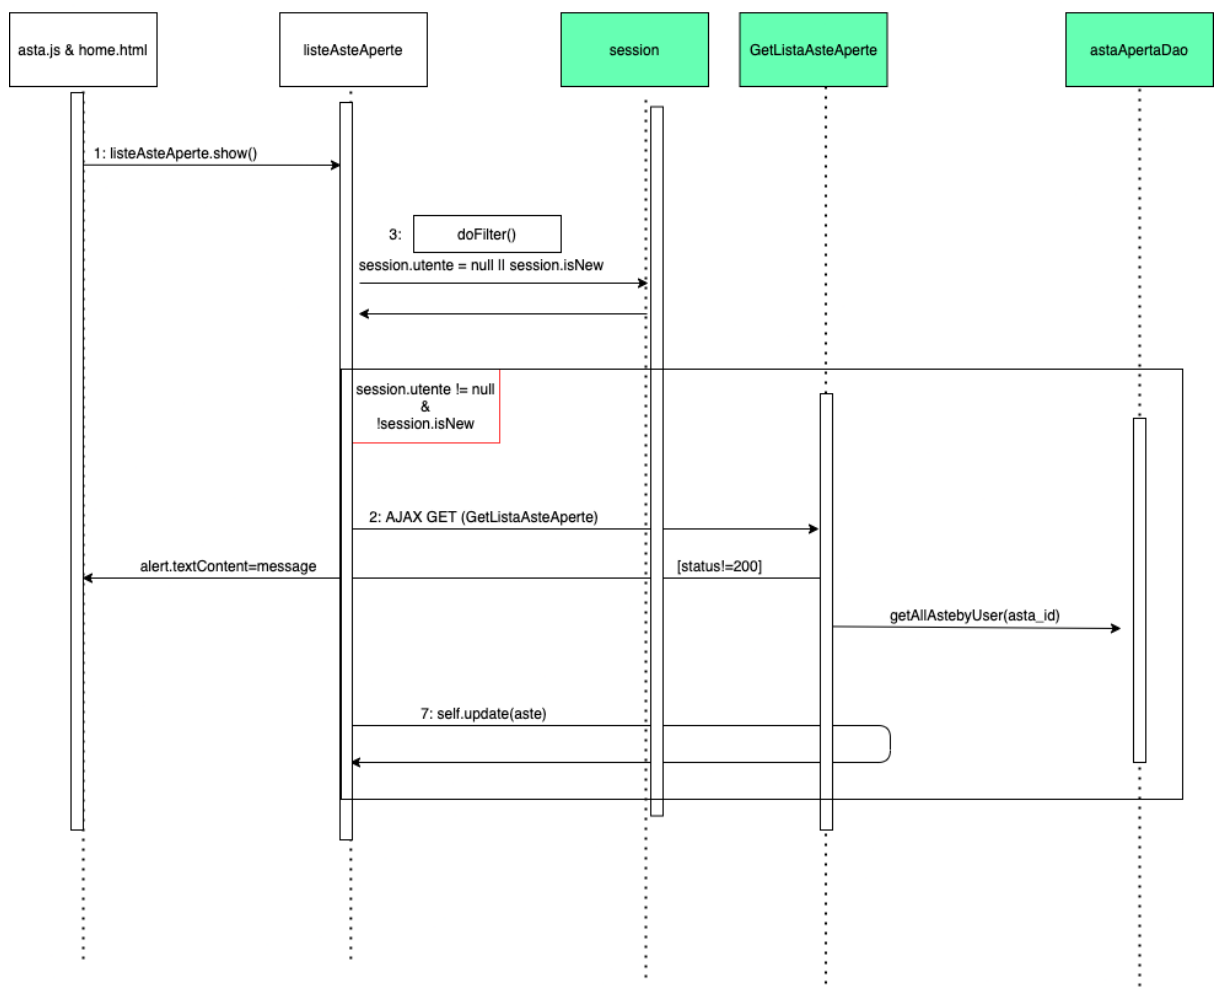 asta.js & home.html
listeAsteAperte
session
GetListaAsteAperte
astaApertaDao
1: listeAsteAperte.show()
3:
doFilter()
session.utente = null || session.isNew
session.utente != null
&
!session.isNew
2: AJAX GET (GetListaAsteAperte)
alert.textContent=message
[status!=200]
getAllAstebyUser(asta_id)
7: self.update(aste)